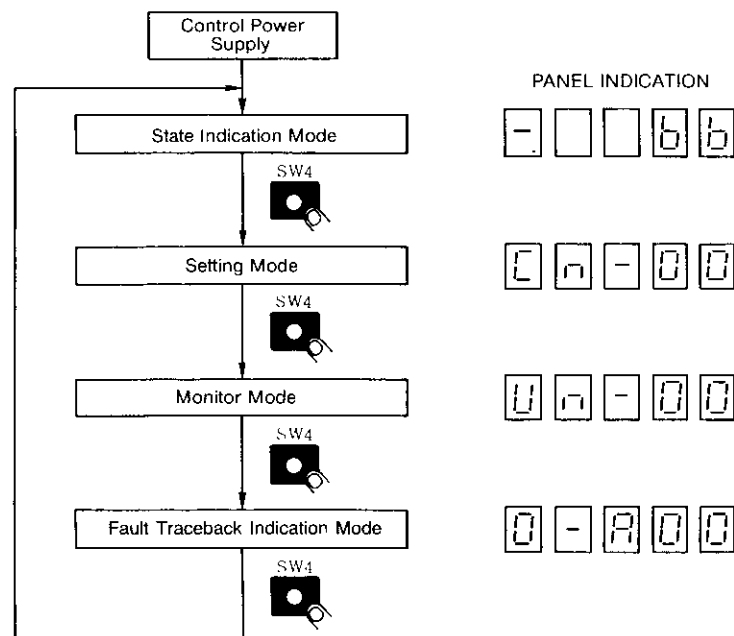 Control Power
Supply
PANEL INDICATION
State Indication Mode
- bb
SW4
Setting Mode
Cn-00
SW4
Monitor Mode
Un-00
SW4
Fault Traceback Indication Mode
0-A00
SW4